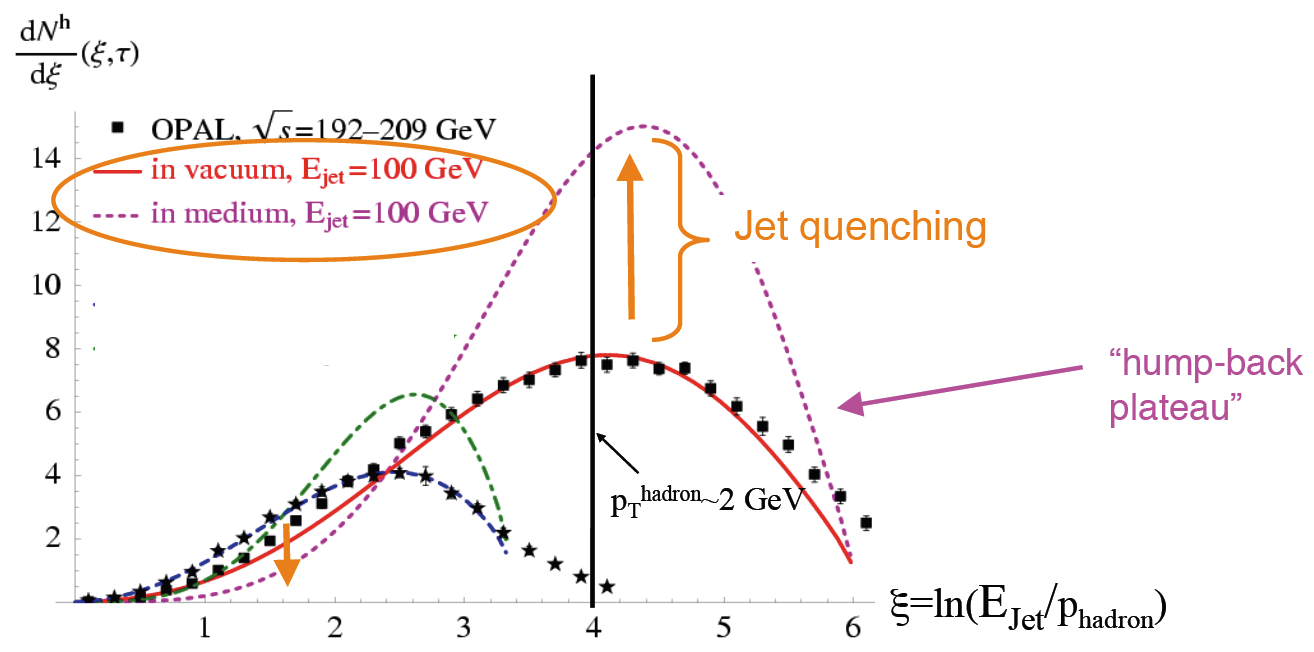 dN^h
dξ
(ξ,τ)
OPAL, √s=192–209 GeV
in vacuum, E_jet=100 GeV
in medium, E_jet=100 GeV
14
12
10
8
6
4
2
Jet quenching
“hump-back
plateau”
p_T^hadron~2 GeV
1 2 3 4 5 6
ξ=ln(E_Jet/p_hadron)